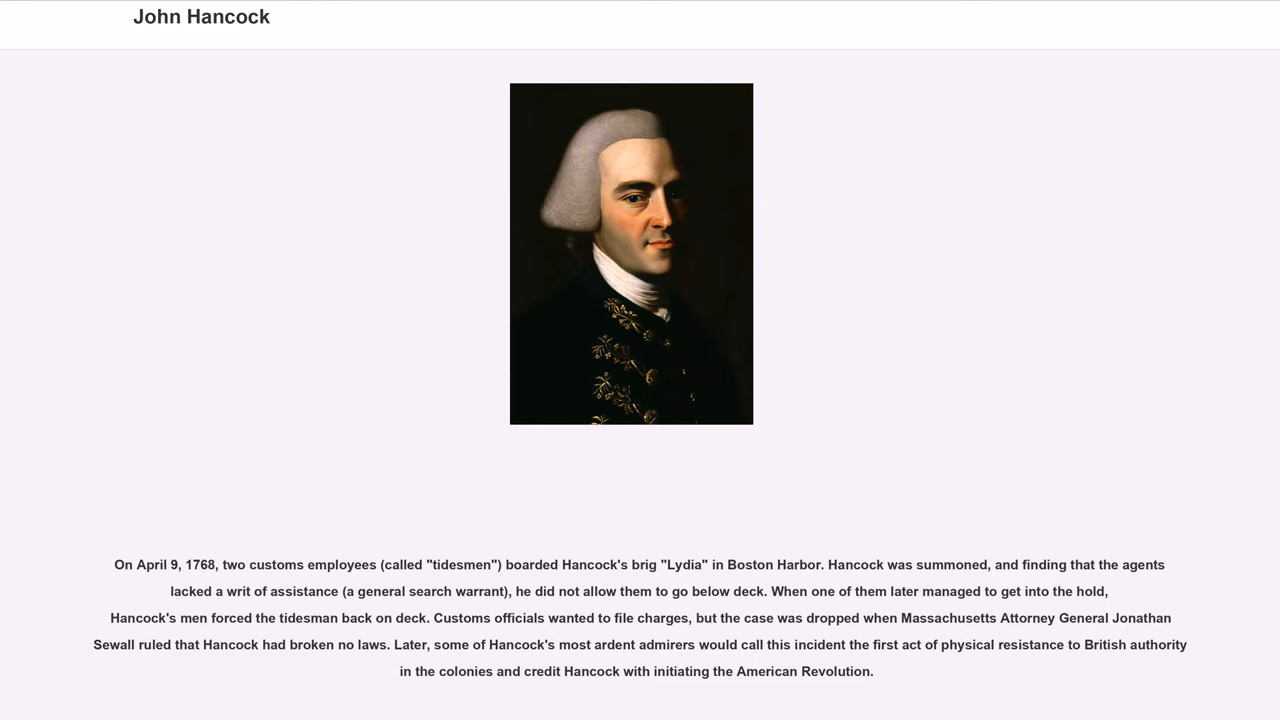 John Hancock
On April 9, 1768, two customs employees (called "tidesmen") boarded Hancock's brig "Lydia" in Boston Harbor. Hancock was summoned, and finding that the agents
lacked a writ of assistance (a general search warrant), he did not allow them to go below deck. When one of them later managed to get into the hold,
Hancock's men forced the tidesman back on deck. Customs officials wanted to file charges, but the case was dropped when Massachusetts Attorney General Jonathan
Sewall ruled that Hancock had broken no laws. Later, some of Hancock's most ardent admirers would call this incident the first act of physical resistance to British authority
in the colonies and credit Hancock with initiating the American Revolution.